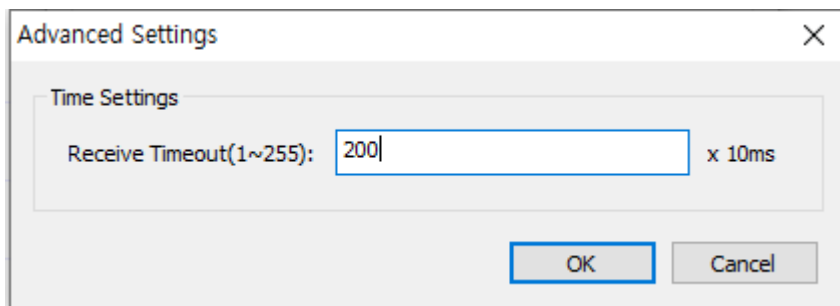 Advanced Settings
Time Settings
Receive Timeout(1~255): 200 x 10ms
OK Cancel